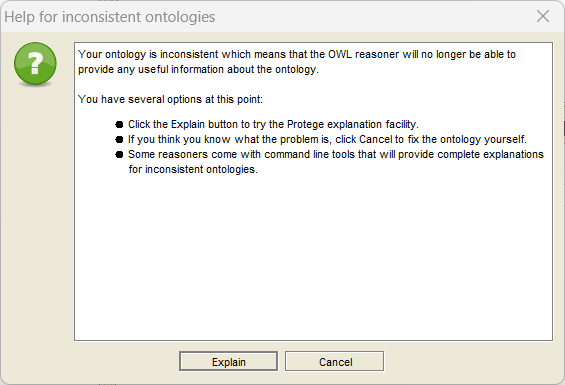 Help for inconsistent ontologies
?
Your ontology is inconsistent which means that the OWL reasoner will no longer be able to
provide any useful information about the ontology.
You have several options at this point:
● Click the Explain button to try the Protege explanation facility.
● If you think you know what the problem is, click Cancel to fix the ontology yourself.
● Some reasoners come with command line tools that will provide complete explanations
for inconsistent ontologies.
Explain
Cancel